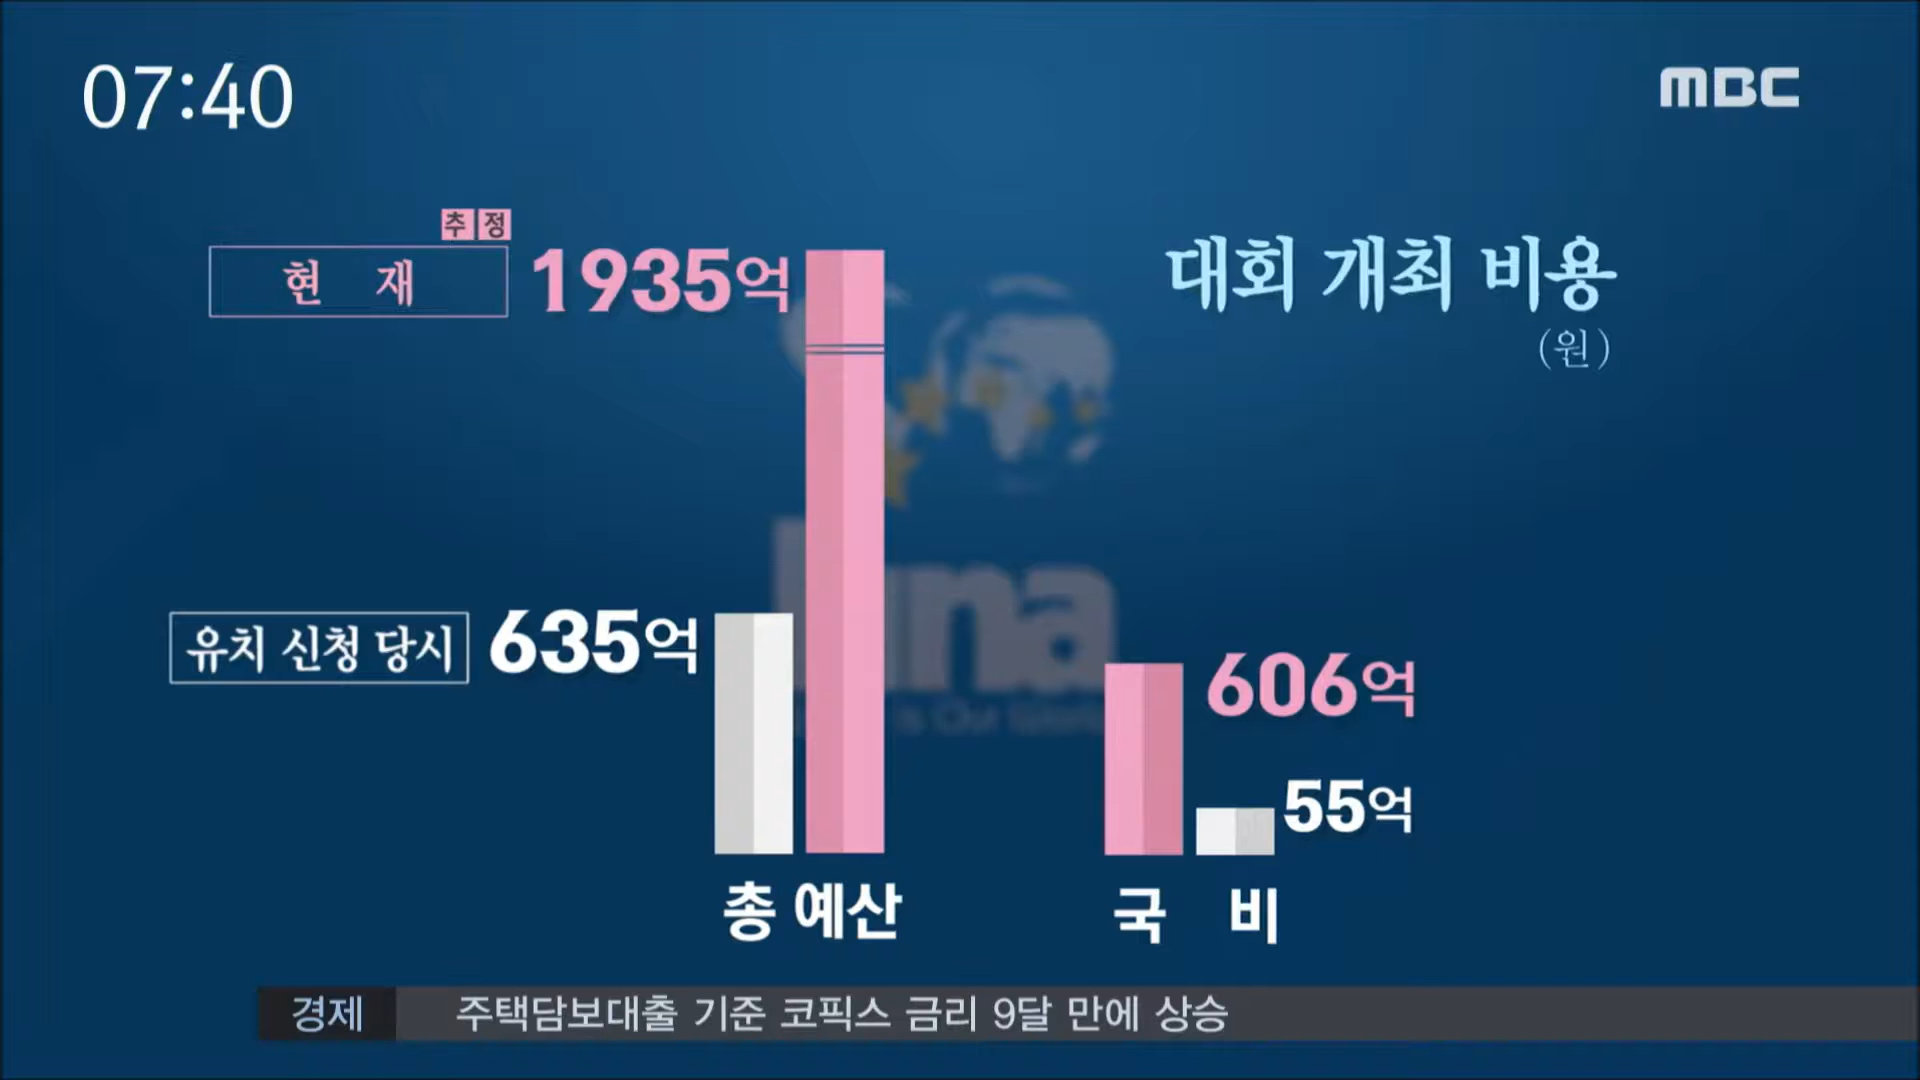 07:40
MBC
추정
현 재 1935억
대회 개최 비용
(원)
유치 신청 당시 635억
606억
55억
총 예산
국 비
is Our World
경제 주택담보대출 기준 코픽스 금리 9달 만에 상승